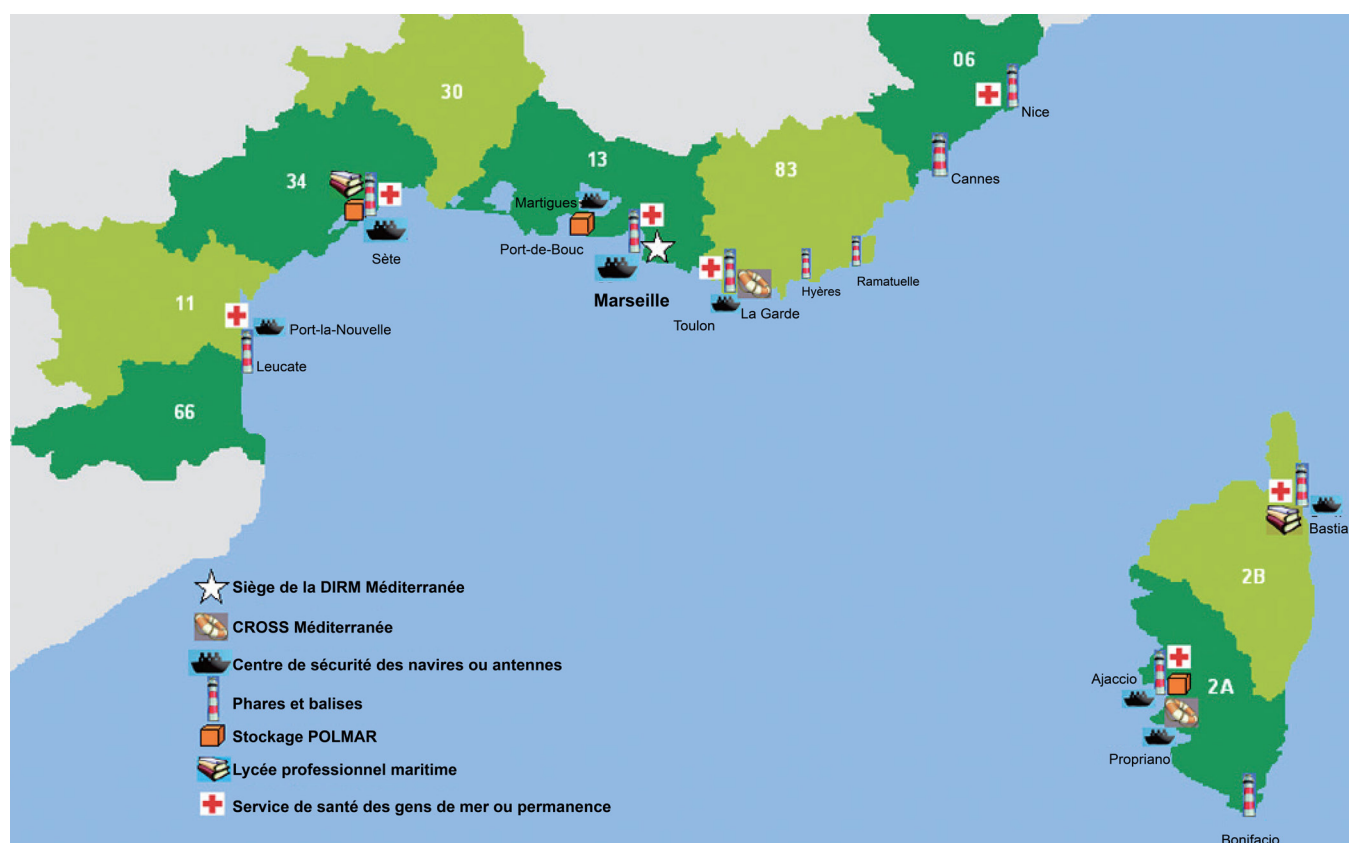 06
30
Nice
13
83
34
Cannes
Martigues
Port-de-Bouc
Sète
Hyères
Ramatuelle
Marseille
La Garde
Toulon
11
Port-la-Nouvelle
Leucate
66
Bastia
2B
Siège de la DIRM Méditerranée
CROSS Méditerranée
Centre de sécurité des navires ou antennes
Ajaccio
2A
Phares et balises
Stockage POLMAR
Propriano
Lycée professionnel maritime
Service de santé des gens de mer ou permanence
Bonifacio